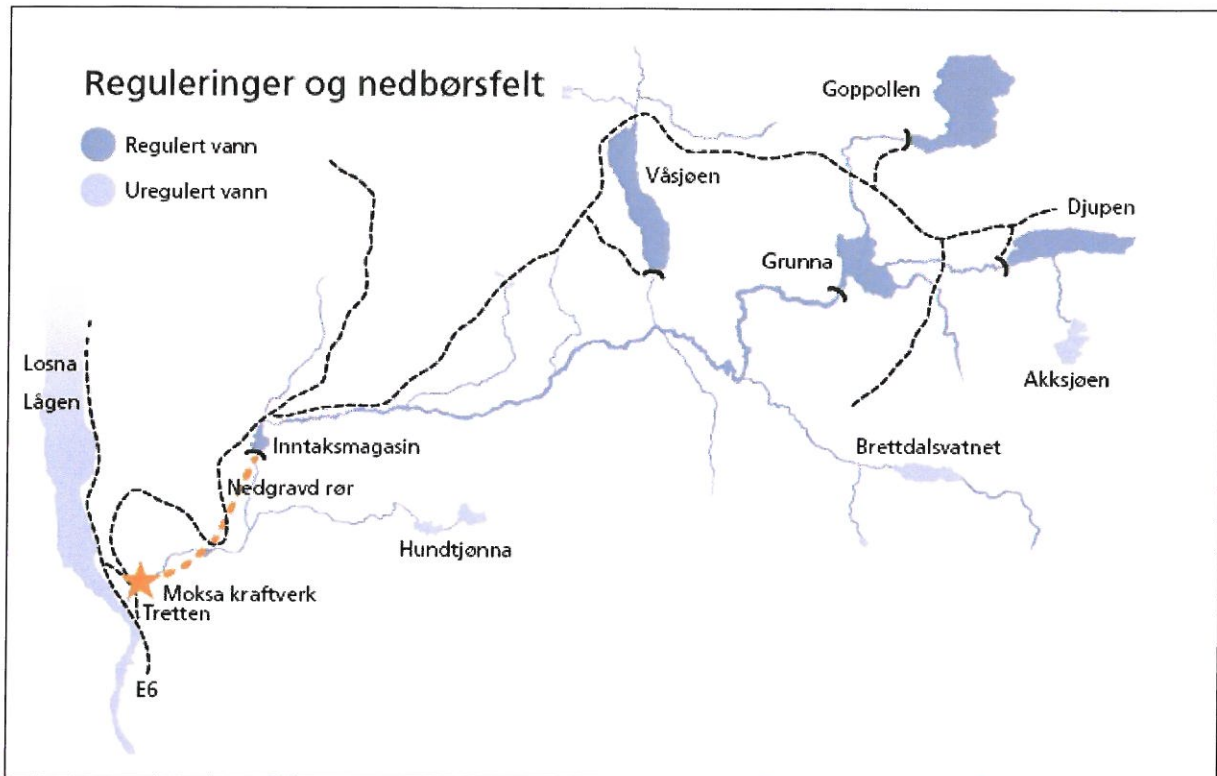 Reguleringer og nedbørsfelt
Regulert vann
Uregulert vann
Goppollen
Våsjøen
Djupen
Grunna
Akksjøen
Losna
Lågen
Inntaksmagasin
Brettdalsvatnet
Nedgravd rør
Hundtjønna
Moksa kraftverk
Tretten
E6